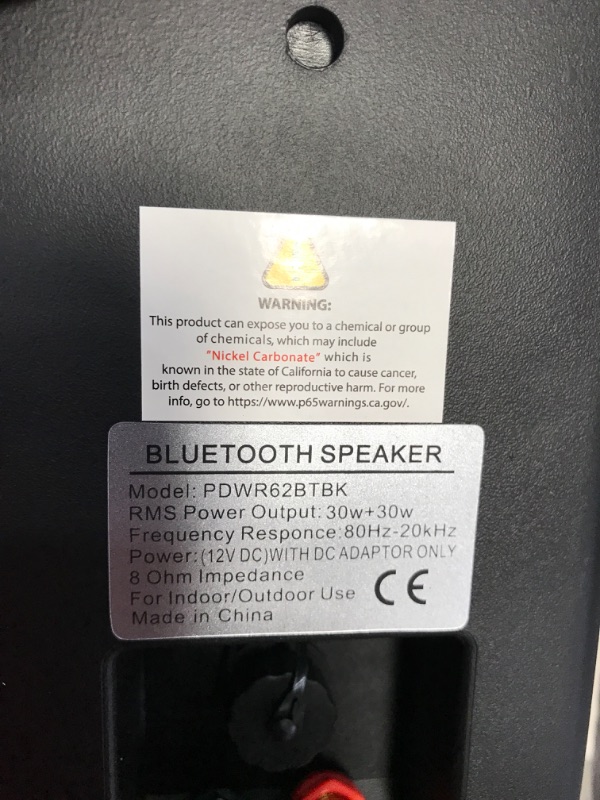 WARNING:
This product can expose you to a chemical or group
of chemicals, which may include
"Nickel Carbonate" which is
known in the state of California to cause cancer,
birth defects, or other reproductive harm. For more
info, go to https://www.p65warnings.ca.gov/.
BLUETOOTH SPEAKER
Model: PDWR62BTBK
RMS Power Output: 30w+30w
Frequency Responce:80Hz-20kHz
Power:(12V DC)WITH DC ADAPTOR ONLY
8 Ohm Impedance
For Indoor/Outdoor Use CE
Made in China